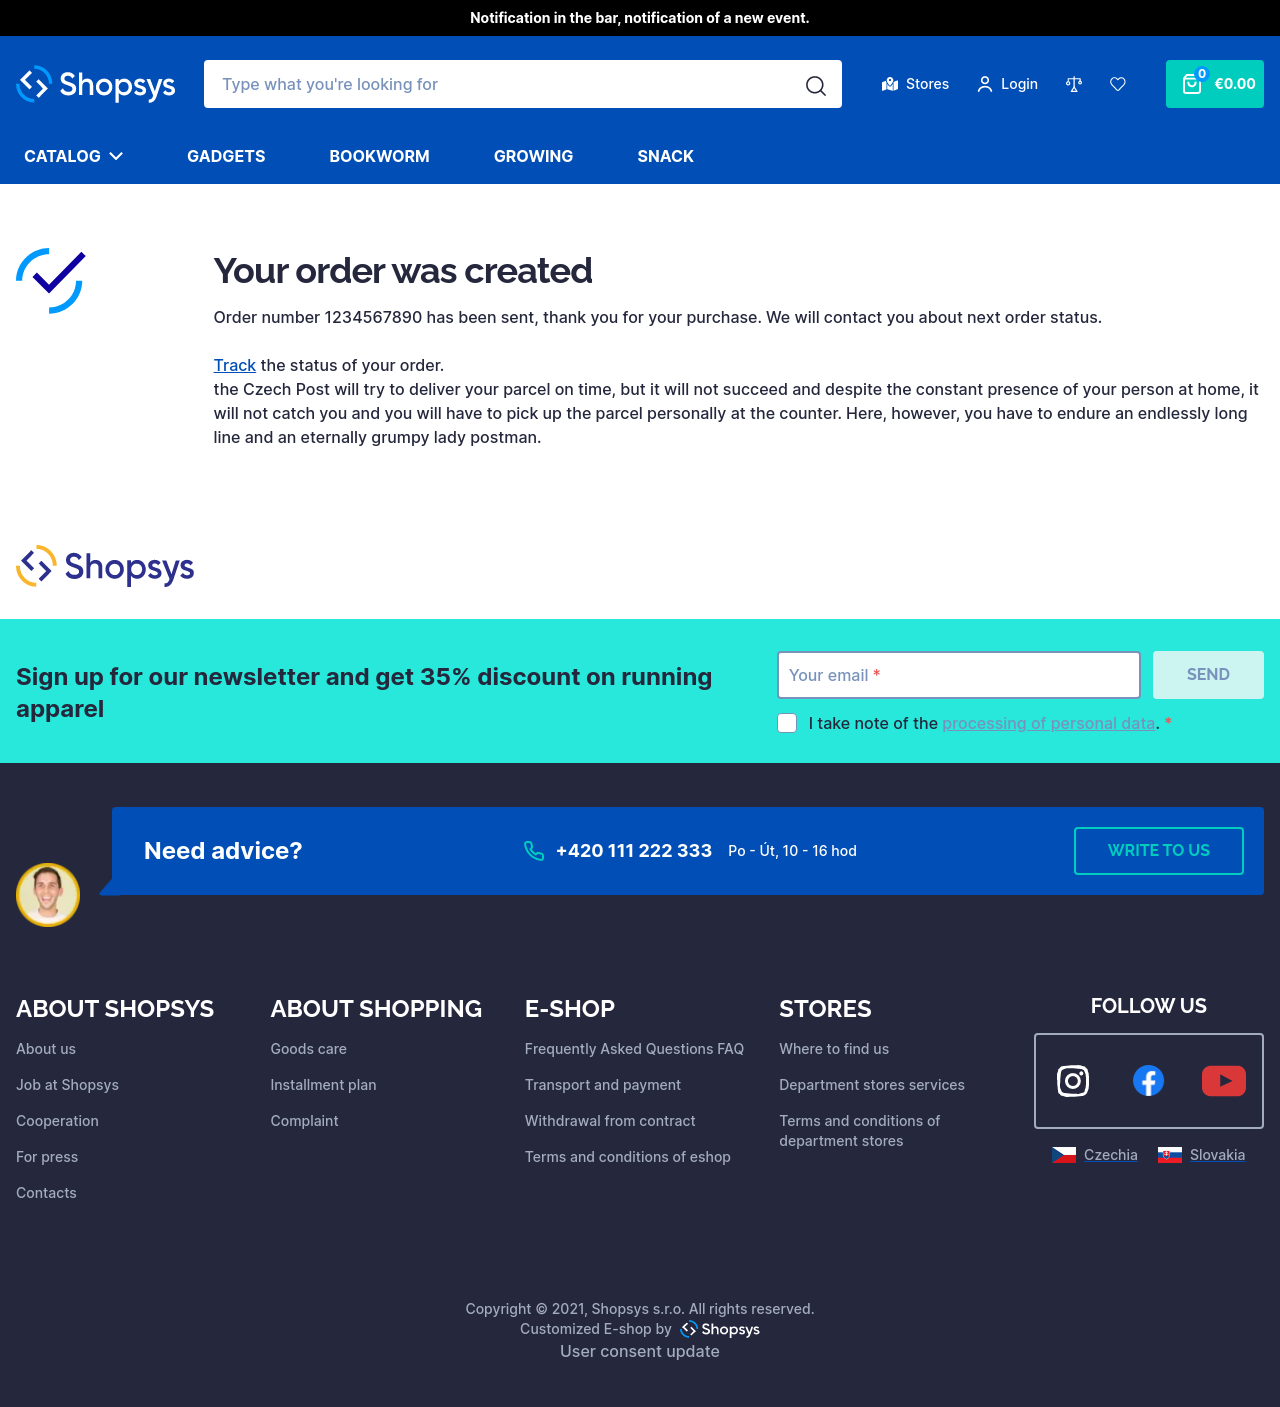 Notification in the bar, notification of a new event.
Shopsys
Type what you're looking for
Stores
Login
0
€0.00
CATALOG
GADGETS
BOOKWORM
GROWING
SNACK
Your order was created
Order number 1234567890 has been sent, thank you for your purchase. We will contact you about next order status.
Track the status of your order.
the Czech Post will try to deliver your parcel on time, but it will not succeed and despite the constant presence of your person at home, it
will not catch you and you will have to pick up the parcel personally at the counter. Here, however, you have to endure an endlessly long
line and an eternally grumpy lady postman.
Shopsys
Sign up for our newsletter and get 35% discount on running
apparel
Your email *
SEND
I take note of the processing of personal data. *
Need advice?
+420 111 222 333
Po - Út, 10 - 16 hod
WRITE TO US
ABOUT SHOPSYS
About us
Job at Shopsys
Cooperation
For press
Contacts
ABOUT SHOPPING
Goods care
Installment plan
Complaint
E-SHOP
Frequently Asked Questions FAQ
Transport and payment
Withdrawal from contract
Terms and conditions of eshop
STORES
Where to find us
Department stores services
Terms and conditions of
department stores
FOLLOW US
Czechia
Slovakia
Copyright © 2021, Shopsys s.r.o. All rights reserved.
Customized E-shop by Shopsys
User consent update